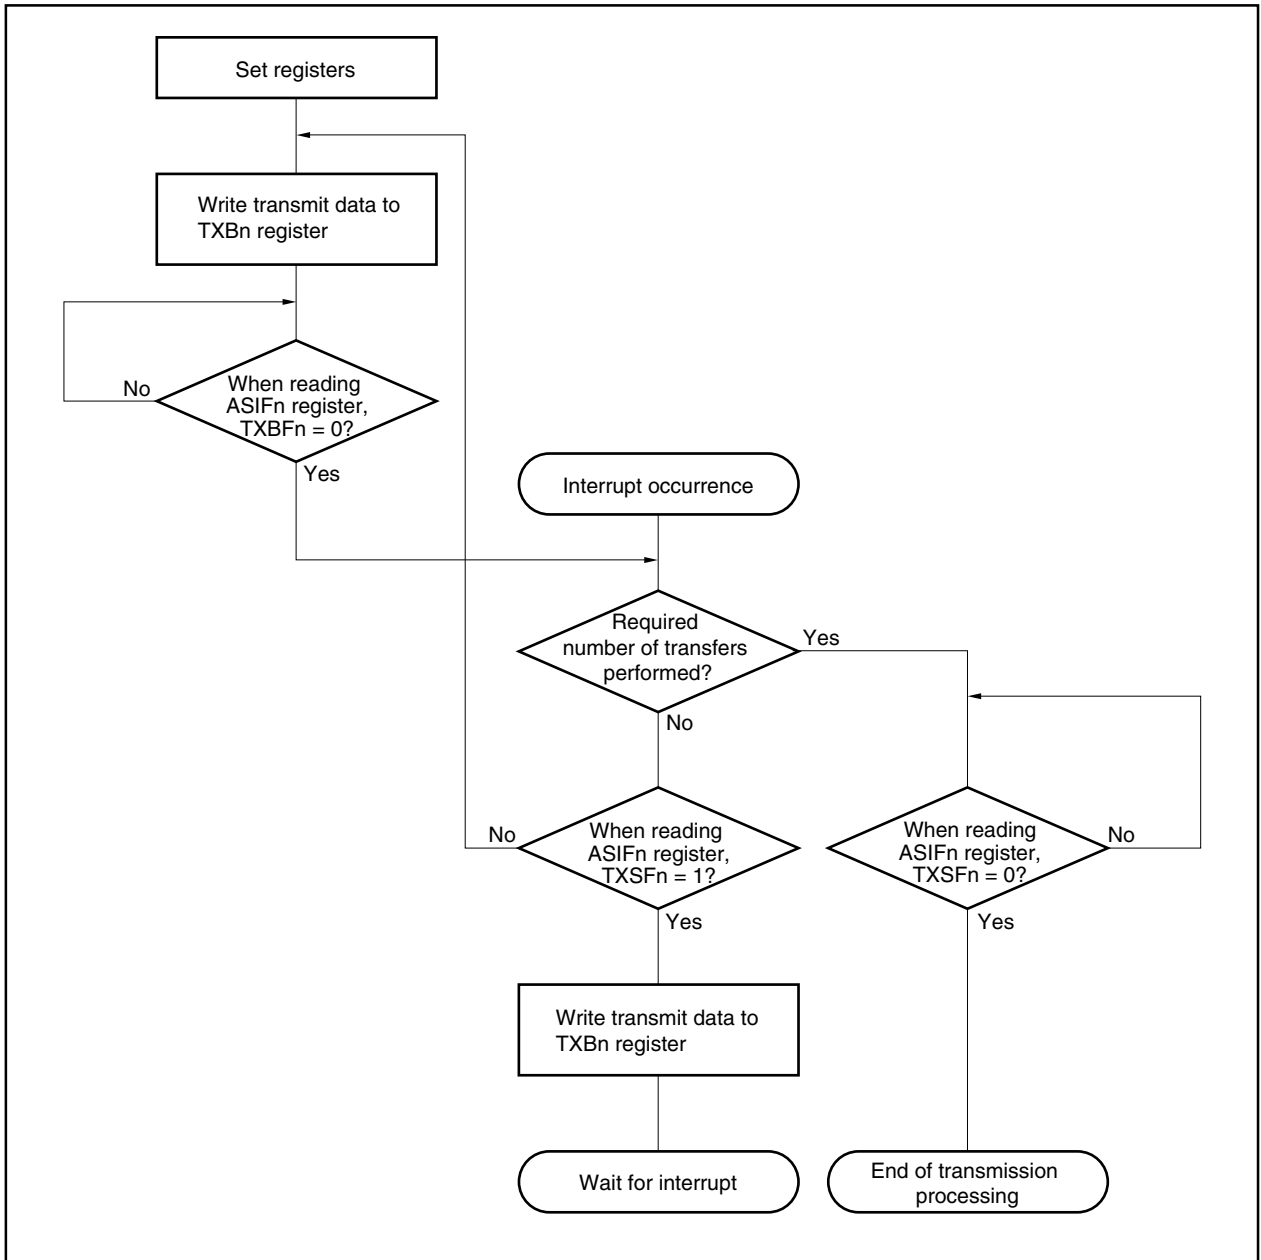 Set registers
Write transmit data to
TXBn register
No
When reading
ASIFn register,
TXBFn = 0?
Yes
Interrupt occurrence
Required
number of transfers
performed?
Yes
No
No
When reading
ASIFn register,
TXSFn = 1?
Yes
When reading
ASIFn register,
TXSFn = 0?
No
Yes
Write transmit data to
TXBn register
Wait for interrupt
End of transmission
processing